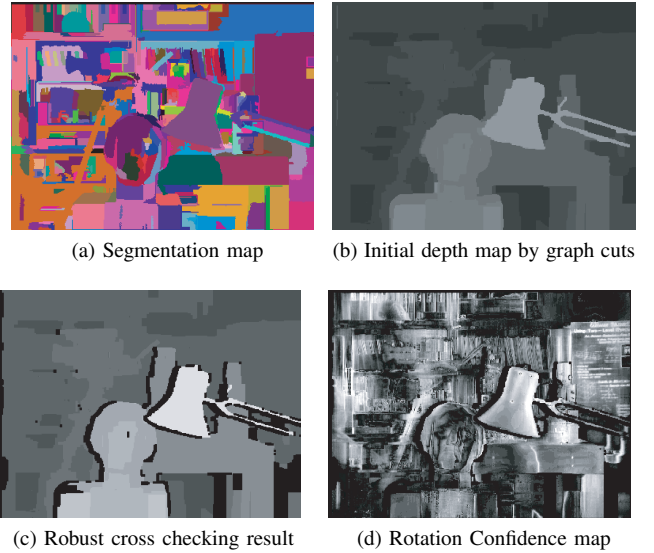 (a) Segmentation map
(b) Initial depth map by graph cuts
(c) Robust cross checking result
(d) Rotation Confidence map